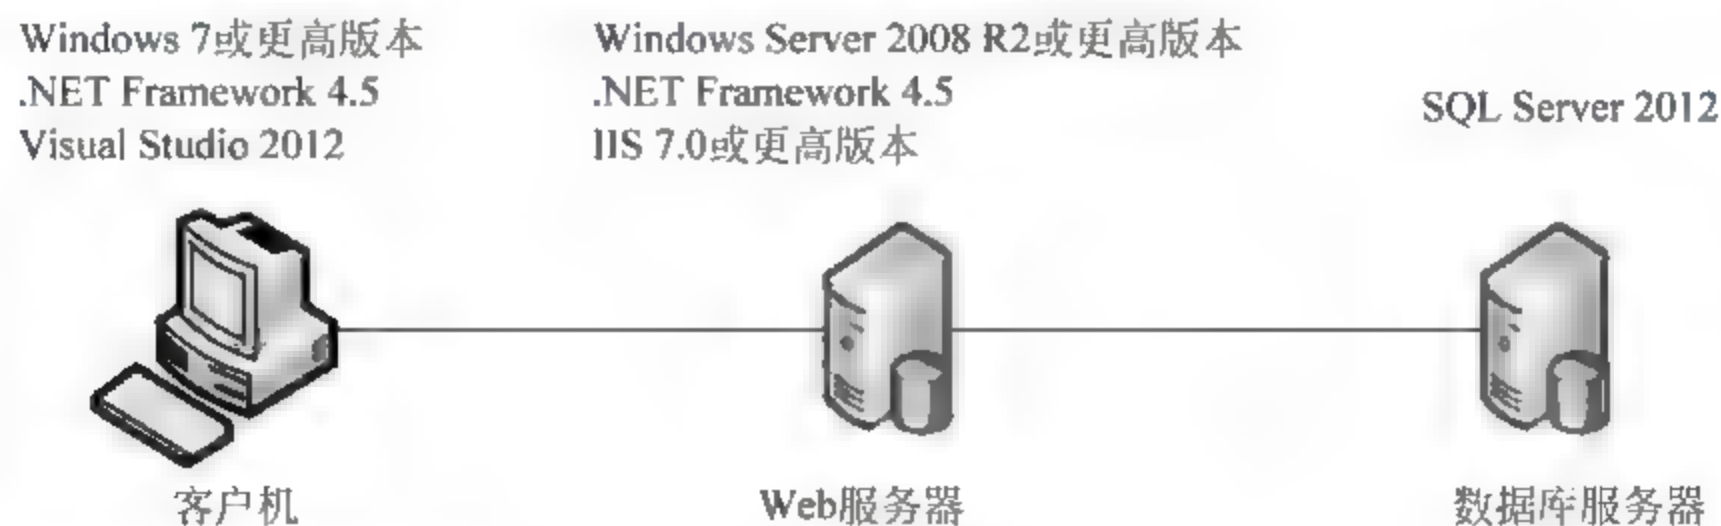 Windows 7或更高版本
.NET Framework 4.5
Visual Studio 2012
Windows Server 2008 R2或更高版本
.NET Framework 4.5
IIS 7.0或更高版本
SQL Server 2012
客户机
Web服务器
数据库服务器